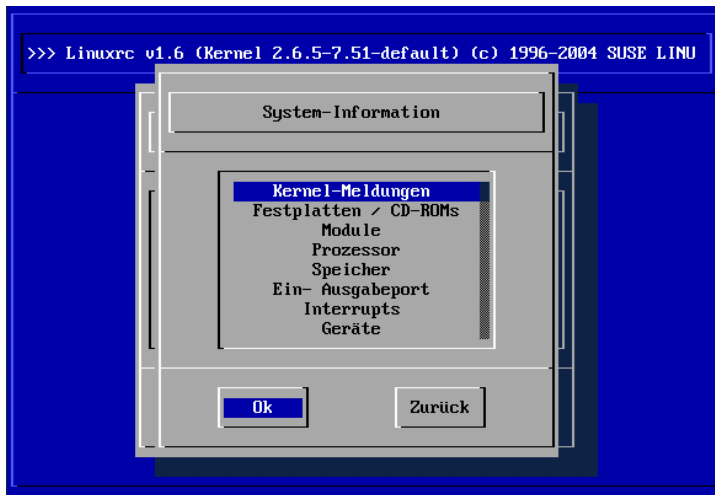 >>> Linuxrc v1.6 (Kernel 2.6.5-7.51-default) (c) 1996-2004 SUSE LINU
System-Information
Kernel-Meldungen
Festplatten / CD-ROMs
Module
Prozessor
Speicher
Ein- Ausgabeport
Interrupts
Geräte
Ok
Zurück